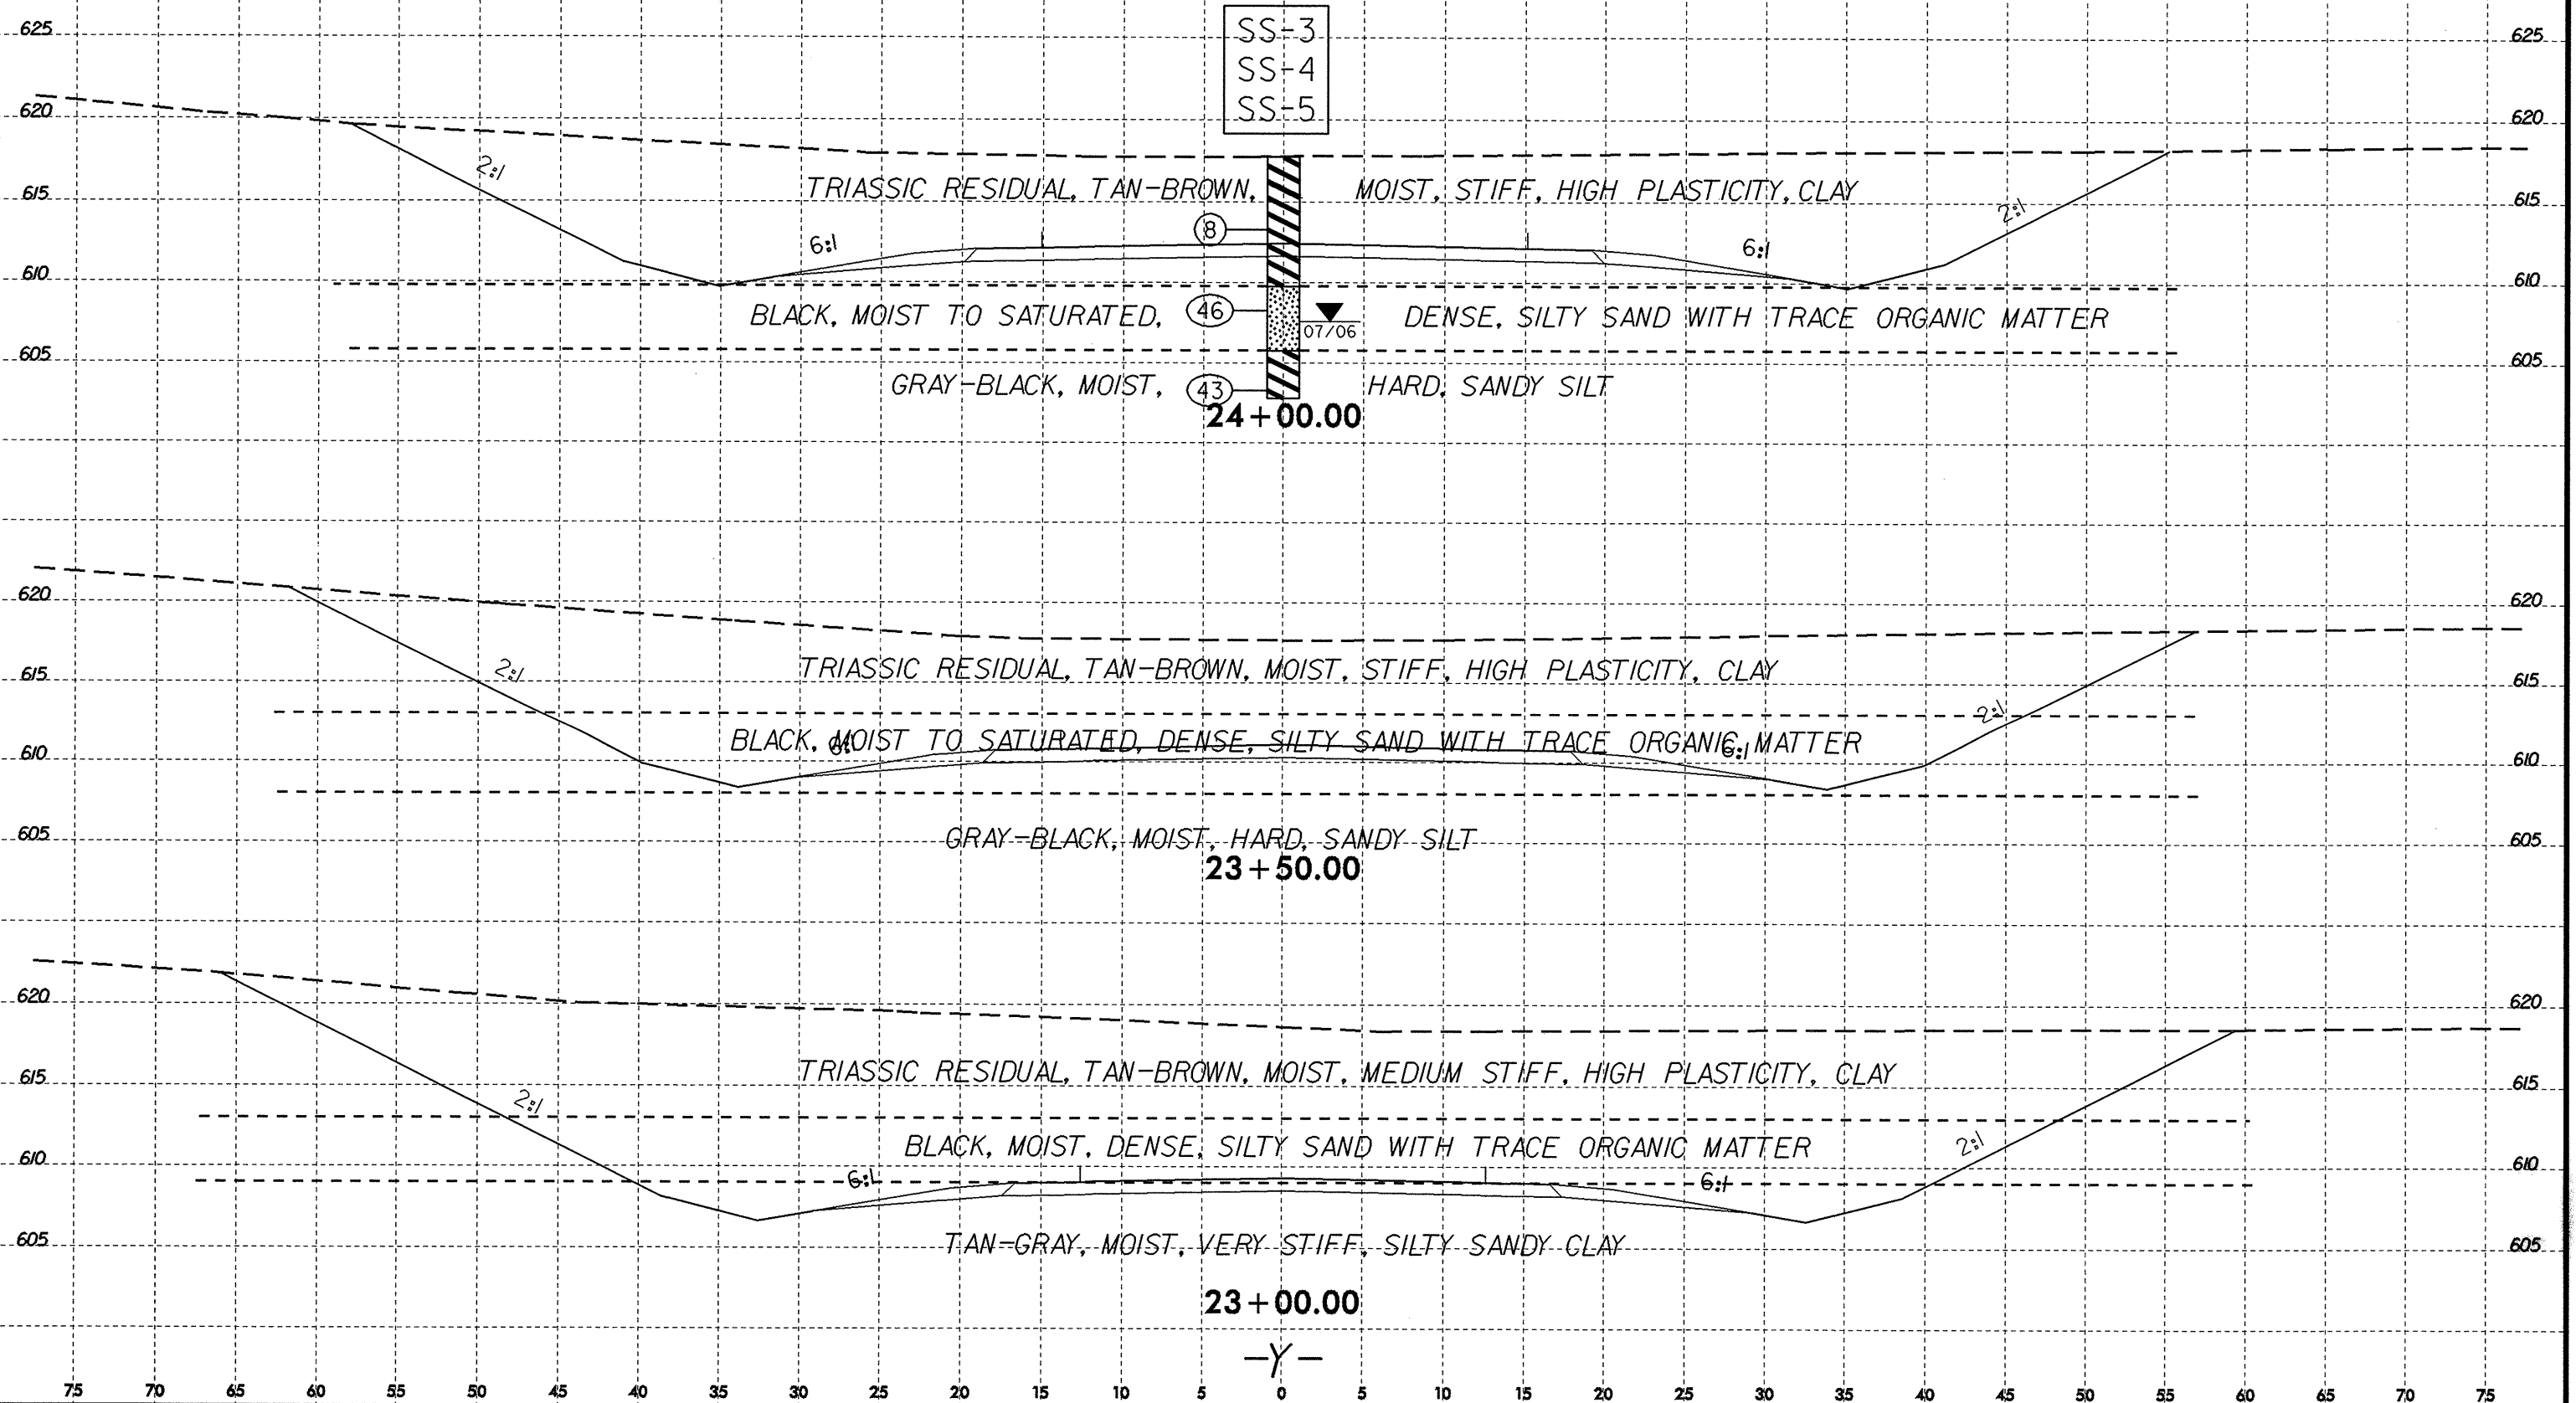 SS-3
SS-4
SS-5
625 625
620 620
2:1
TRIASSIC RESIDUAL, TAN-BROWN, MOIST, STIFF, HIGH PLASTICITY, CLAY
615 615
2:1
8
6:1 6:1
610 610
BLACK, MOIST TO SATURATED, 46 DENSE, SILTY SAND WITH TRACE ORGANIC MATTER
07/06
605 605
GRAY-BLACK, MOIST, 43 HARD, SANDY SILT
24+00.00
620 620
2:1
TRIASSIC RESIDUAL, TAN-BROWN, MOIST, STIFF, HIGH PLASTICITY, CLAY
615 615
2:1
BLACK, MOIST TO SATURATED, DENSE, SILTY SAND WITH TRACE ORGANIC MATTER
6:1 6:1
610 610
605 605
GRAY-BLACK, MOIST, HARD, SANDY SILT
23+50.00
620 620
TRIASSIC RESIDUAL, TAN-BROWN, MOIST, MEDIUM STIFF, HIGH PLASTICITY, CLAY
615 615
2:1
BLACK, MOIST, DENSE, SILTY SAND WITH TRACE ORGANIC MATTER
2:1
610 610
6:1 6:1
605 605
TAN-GRAY, MOIST, VERY STIFF, SILTY SANDY CLAY
23+00.00
-Y-
75 70 65 60 55 50 45 40 35 30 25 20 15 10 5 0 5 10 15 20 25 30 35 40 45 50 55 60 65 70 75